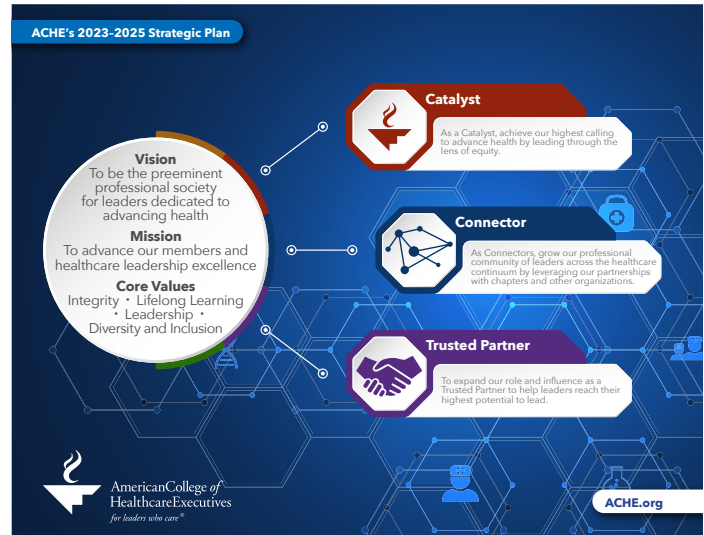 ACHE's 2023–2025 Strategic Plan
Vision
To be the preeminent
professional society
for leaders dedicated to
advancing health
Mission
To advance our members and
healthcare leadership excellence
Core Values
Integrity • Lifelong Learning
• Leadership •
Diversity and Inclusion
Catalyst
As a Catalyst, achieve our highest calling
to advance health by leading through the
lens of equity.
Connector
As Connectors, grow our professional
community of leaders across the healthcare
continuum by leveraging our partnerships
with chapters and other organizations.
Trusted Partner
To expand our role and influence as a
Trusted Partner to help leaders reach their
highest potential to lead.
AmericanCollege of
HealthcareExecutives
for leaders who care®
ACHE.org